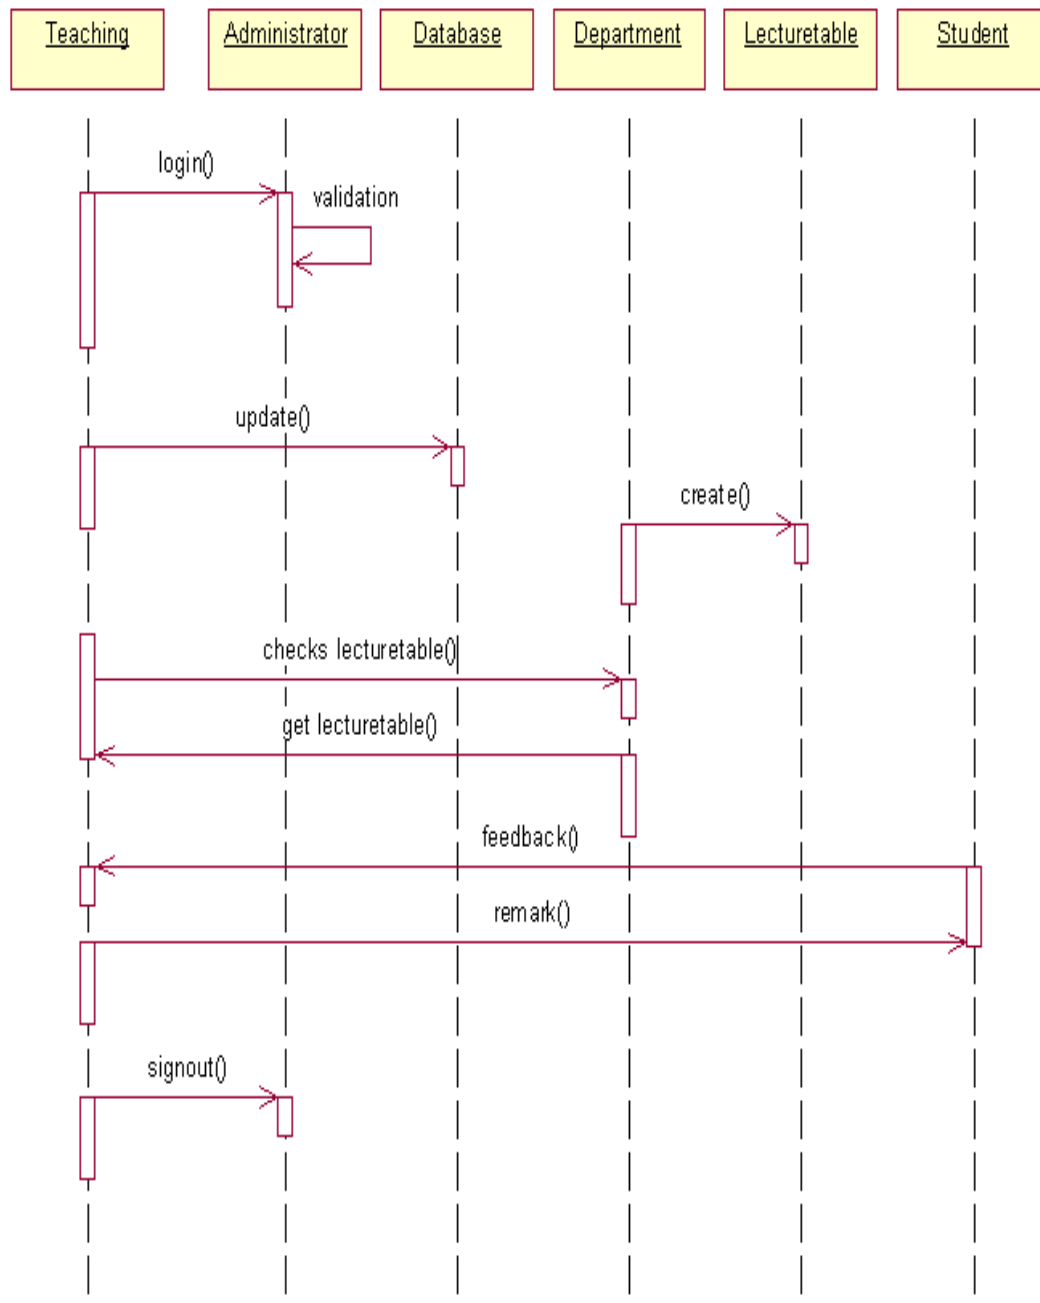 Teaching
Administrator
Database
Department
Lecturetable
Student
login()
validation
update()
create()
checks lecturetable()
get lecturetable()
feedback()
remark()
signout()